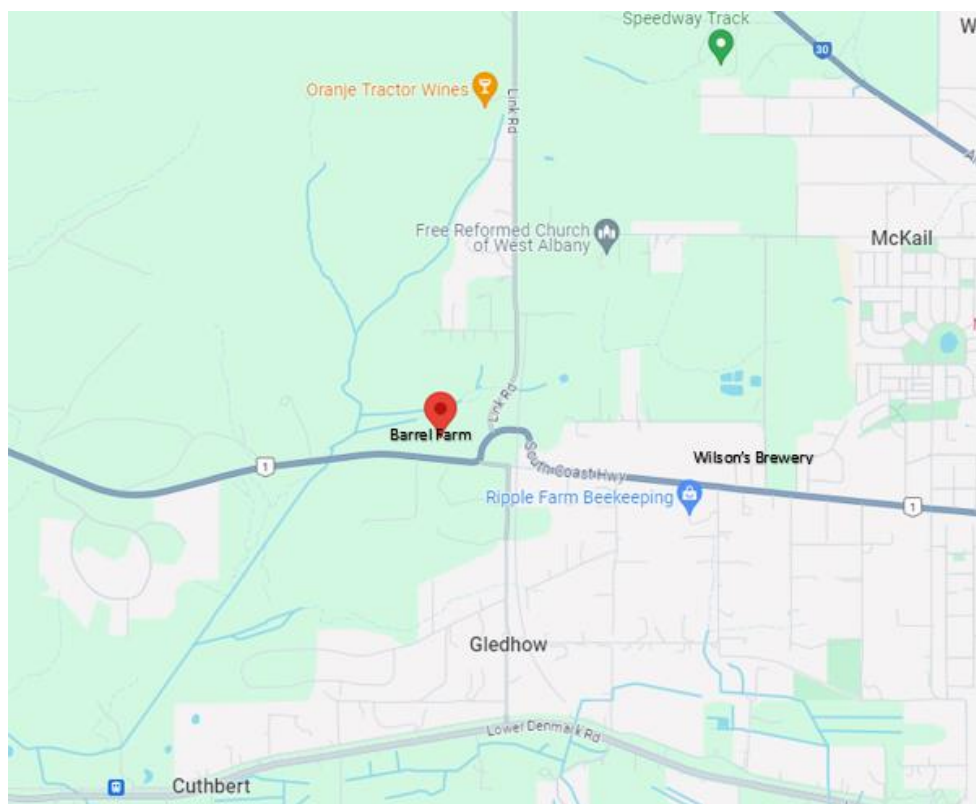 Speedway Track
W
30
Oranje Tractor Wines
Link Rd
Free Reformed Church
of West Albany
McKail
Link Rd
Barrel Farm
1
South Coast Hwy
Wilson's Brewery
Ripple Farm Beekeeping
1
Gledhow
Lower Denmark Rd
Cuthbert